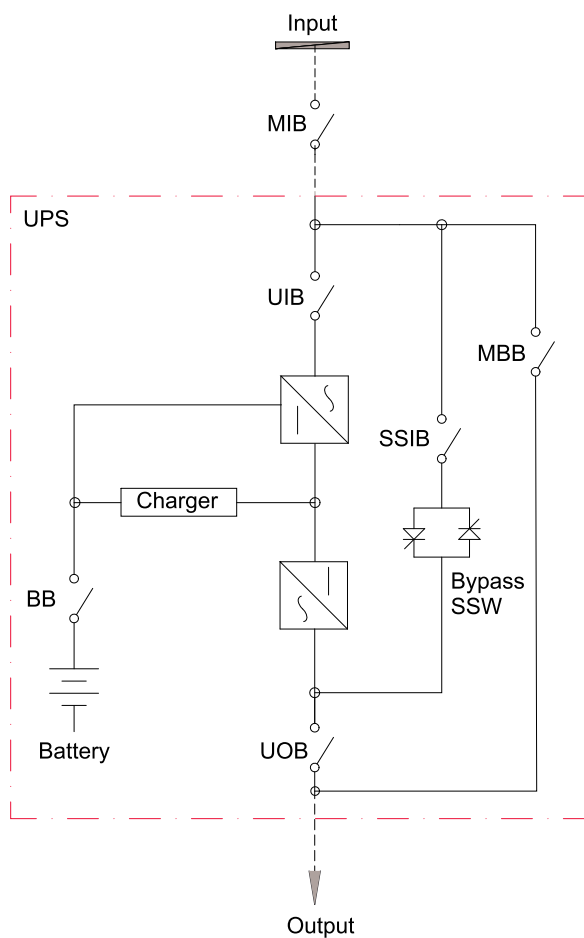 Input
MIB
UPS
UIB
MBB
SSIB
Charger
Bypass
SSW
BB
Battery
UOB
Output